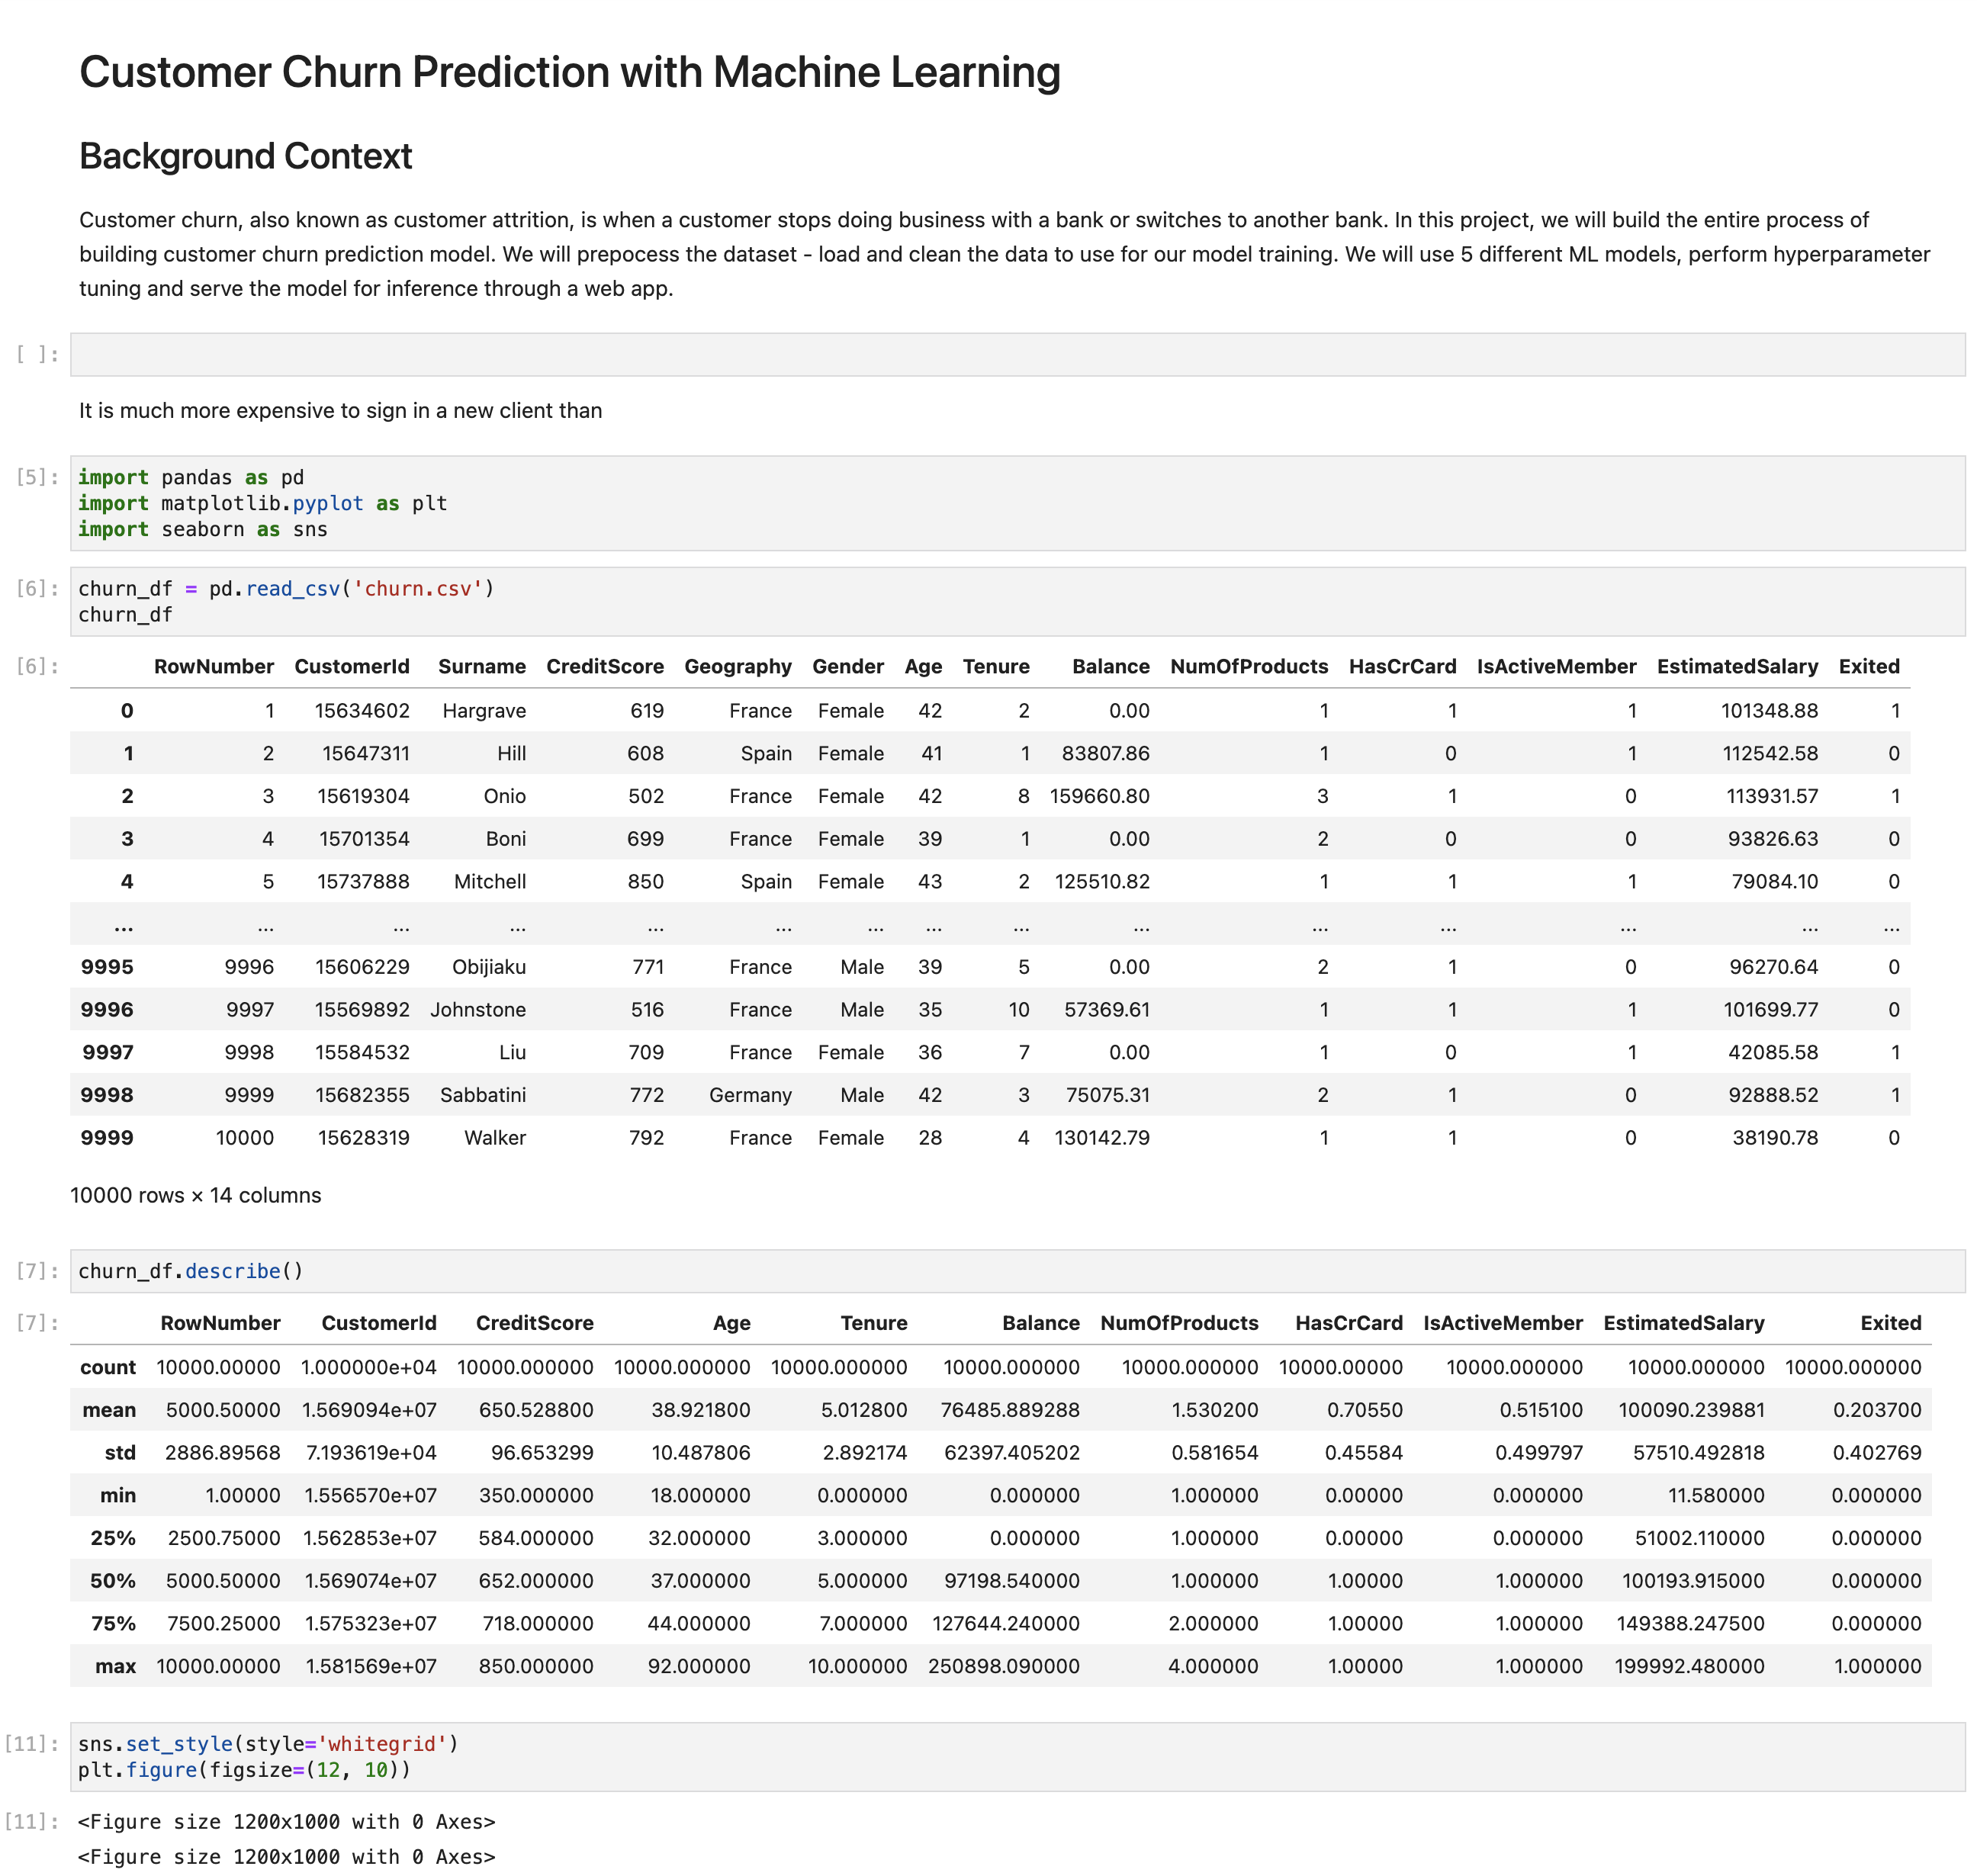 Customer Churn Prediction with Machine Learning
Background Context
Customer churn, also known as customer attrition, is when a customer stops doing business with a bank or switches to another bank. In this project, we will build the entire process of
building customer churn prediction model. We will prepocess the dataset - load and clean the data to use for our model training. We will use 5 different ML models, perform hyperparameter
tuning and serve the model for inference through a web app.
[ ]:
It is much more expensive to sign in a new client than
[5]: import pandas as pd
import matplotlib.pyplot as plt
import seaborn as sns
[6]: churn_df = pd.read_csv('churn.csv')
churn_df
[6]: RowNumber CustomerId Surname CreditScore Geography Gender Age Tenure Balance NumOfProducts HasCrCard IsActiveMember EstimatedSalary Exited
0 1 15634602 Hargrave 619 France Female 42 2 0.00 1 1 1 101348.88 1
1 2 15647311 Hill 608 Spain Female 41 1 83807.86 1 0 1 112542.58 0
2 3 15619304 Onio 502 France Female 42 8 159660.80 3 1 0 113931.57 1
3 4 15701354 Boni 699 France Female 39 1 0.00 2 0 0 93826.63 0
4 5 15737888 Mitchell 850 Spain Female 43 2 125510.82 1 1 1 79084.10 0
... ... ... ... ... ... ... ... ... ... ... ... ... ... ...
9995 9996 15606229 Obijiaku 771 France Male 39 5 0.00 2 1 0 96270.64 0
9996 9997 15569892 Johnstone 516 France Male 35 10 57369.61 1 1 1 101699.77 0
9997 9998 15584532 Liu 709 France Female 36 7 0.00 1 0 1 42085.58 1
9998 9999 15682355 Sabbatini 772 Germany Male 42 3 75075.31 2 1 0 92888.52 1
9999 10000 15628319 Walker 792 France Female 28 4 130142.79 1 1 0 38190.78 0
10000 rows × 14 columns
[7]: churn_df.describe()
[7]: RowNumber CustomerId CreditScore Age Tenure Balance NumOfProducts HasCrCard IsActiveMember EstimatedSalary Exited
count 10000.00000 1.000000e+04 10000.000000 10000.000000 10000.000000 10000.000000 10000.000000 10000.00000 10000.000000 10000.000000 10000.000000
mean 5000.50000 1.569094e+07 650.528800 38.921800 5.012800 76485.889288 1.530200 0.70550 0.515100 100090.239881 0.203700
std 2886.89568 7.193619e+04 96.653299 10.487806 2.892174 62397.405202 0.581654 0.45584 0.499797 57510.492818 0.402769
min 1.00000 1.556570e+07 350.000000 18.000000 0.000000 0.000000 1.000000 0.00000 0.000000 11.580000 0.000000
25% 2500.75000 1.562853e+07 584.000000 32.000000 3.000000 0.000000 1.000000 0.00000 0.000000 51002.110000 0.000000
50% 5000.50000 1.569074e+07 652.000000 37.000000 5.000000 97198.540000 1.000000 1.00000 1.000000 100193.915000 0.000000
75% 7500.25000 1.575323e+07 718.000000 44.000000 7.000000 127644.240000 2.000000 1.00000 1.000000 149388.247500 0.000000
max 10000.00000 1.581569e+07 850.000000 92.000000 10.000000 250898.090000 4.000000 1.00000 1.000000 199992.480000 1.000000
[11]: sns.set_style(style='whitegrid')
plt.figure(figsize=(12, 10))
[11]: <Figure size 1200x1000 with 0 Axes>
<Figure size 1200x1000 with 0 Axes>